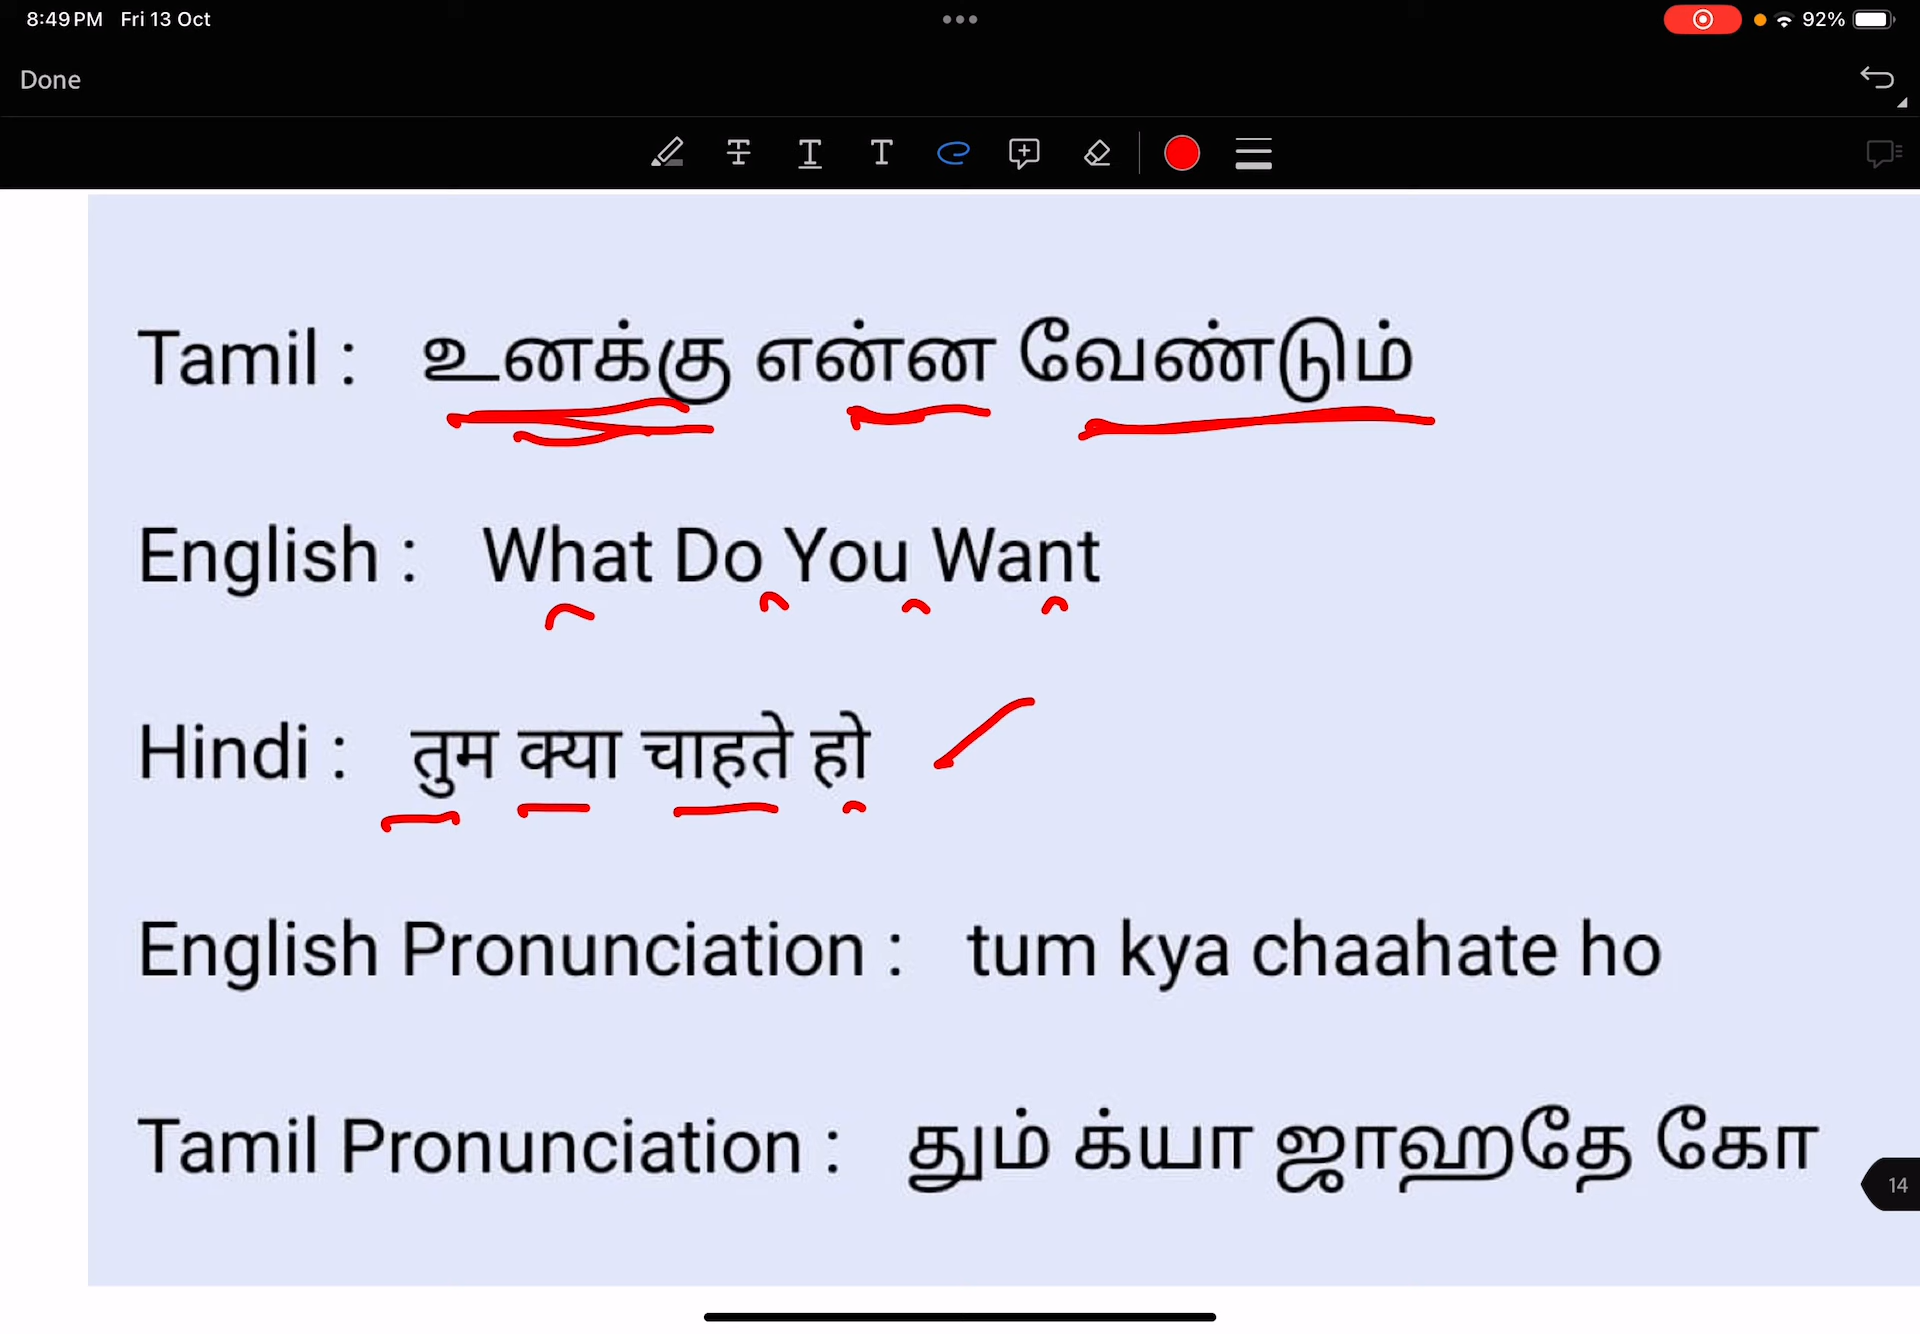 8:49 PM Fri 13 Oct 92%
Done
Tamil : உனக்கு என்ன வேண்டும்
English : What Do You Want
Hindi : तुम क्या चाहते हो
English Pronunciation : tum kya chaahate ho
Tamil Pronunciation : தும் க்யா ஜாஹதே கோ
14